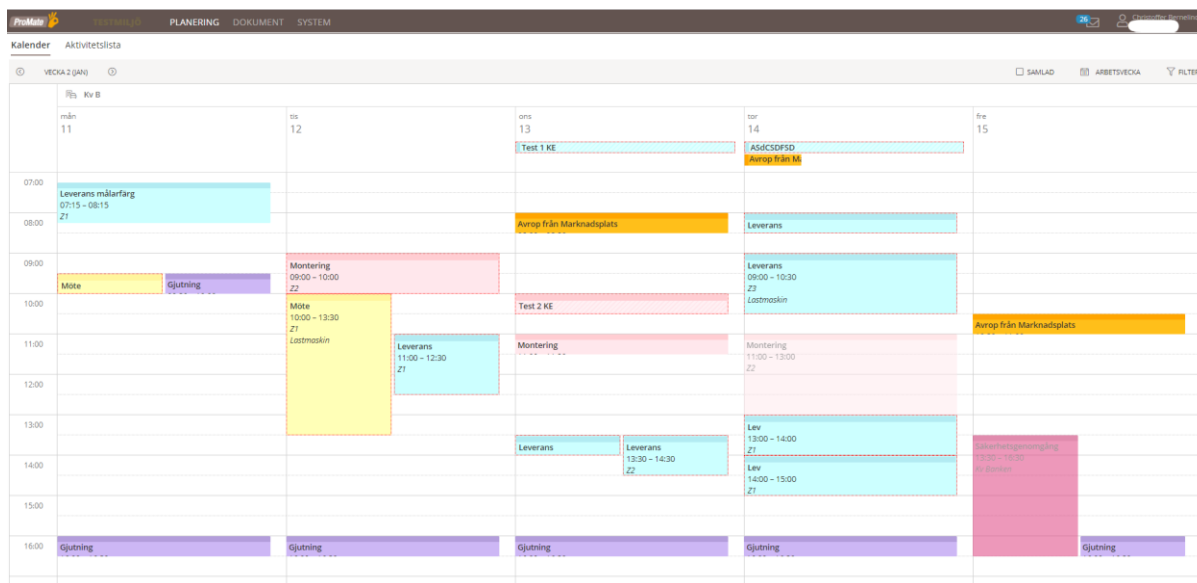 ProMate
TESTMILJÖ
PLANERING DOKUMENT SYSTEM
26
Kalender Aktivitetslista
VECKA 2 (JAN)
SAMLAD ARBETSVECKA FILTER
Kv B
mån tis ons tor fre
11 12 13 14 15
Test 1 KE
ASdCSDFSD
Avrop från
07:00
Leverans målarfärg
07:15 – 08:15
Z1
08:00
Avrop från Marknadsplats
Leverans
09:00
Möte
Gjutning
Montering
09:00 – 10:00
Z2
Leverans
09:00 – 10:30
Z3
Lastmaskin
10:00
Möte
10:00 – 13:30
Z1
Lastmaskin
Test 2 KE
Avrop från Marknadsplats
11:00
Leverans
11:00 – 12:30
Z1
Montering
Montering
11:00 – 13:00
Z2
12:00
13:00
Lev
13:00 – 14:00
Z1
Leverans
Leverans
13:30 – 14:30
Z2
Säkerhetsgenomgång
14:00
Lev
14:00 – 15:00
Z1
15:00
16:00
Gjutning
Gjutning
Gjutning
Gjutning
Gjutning